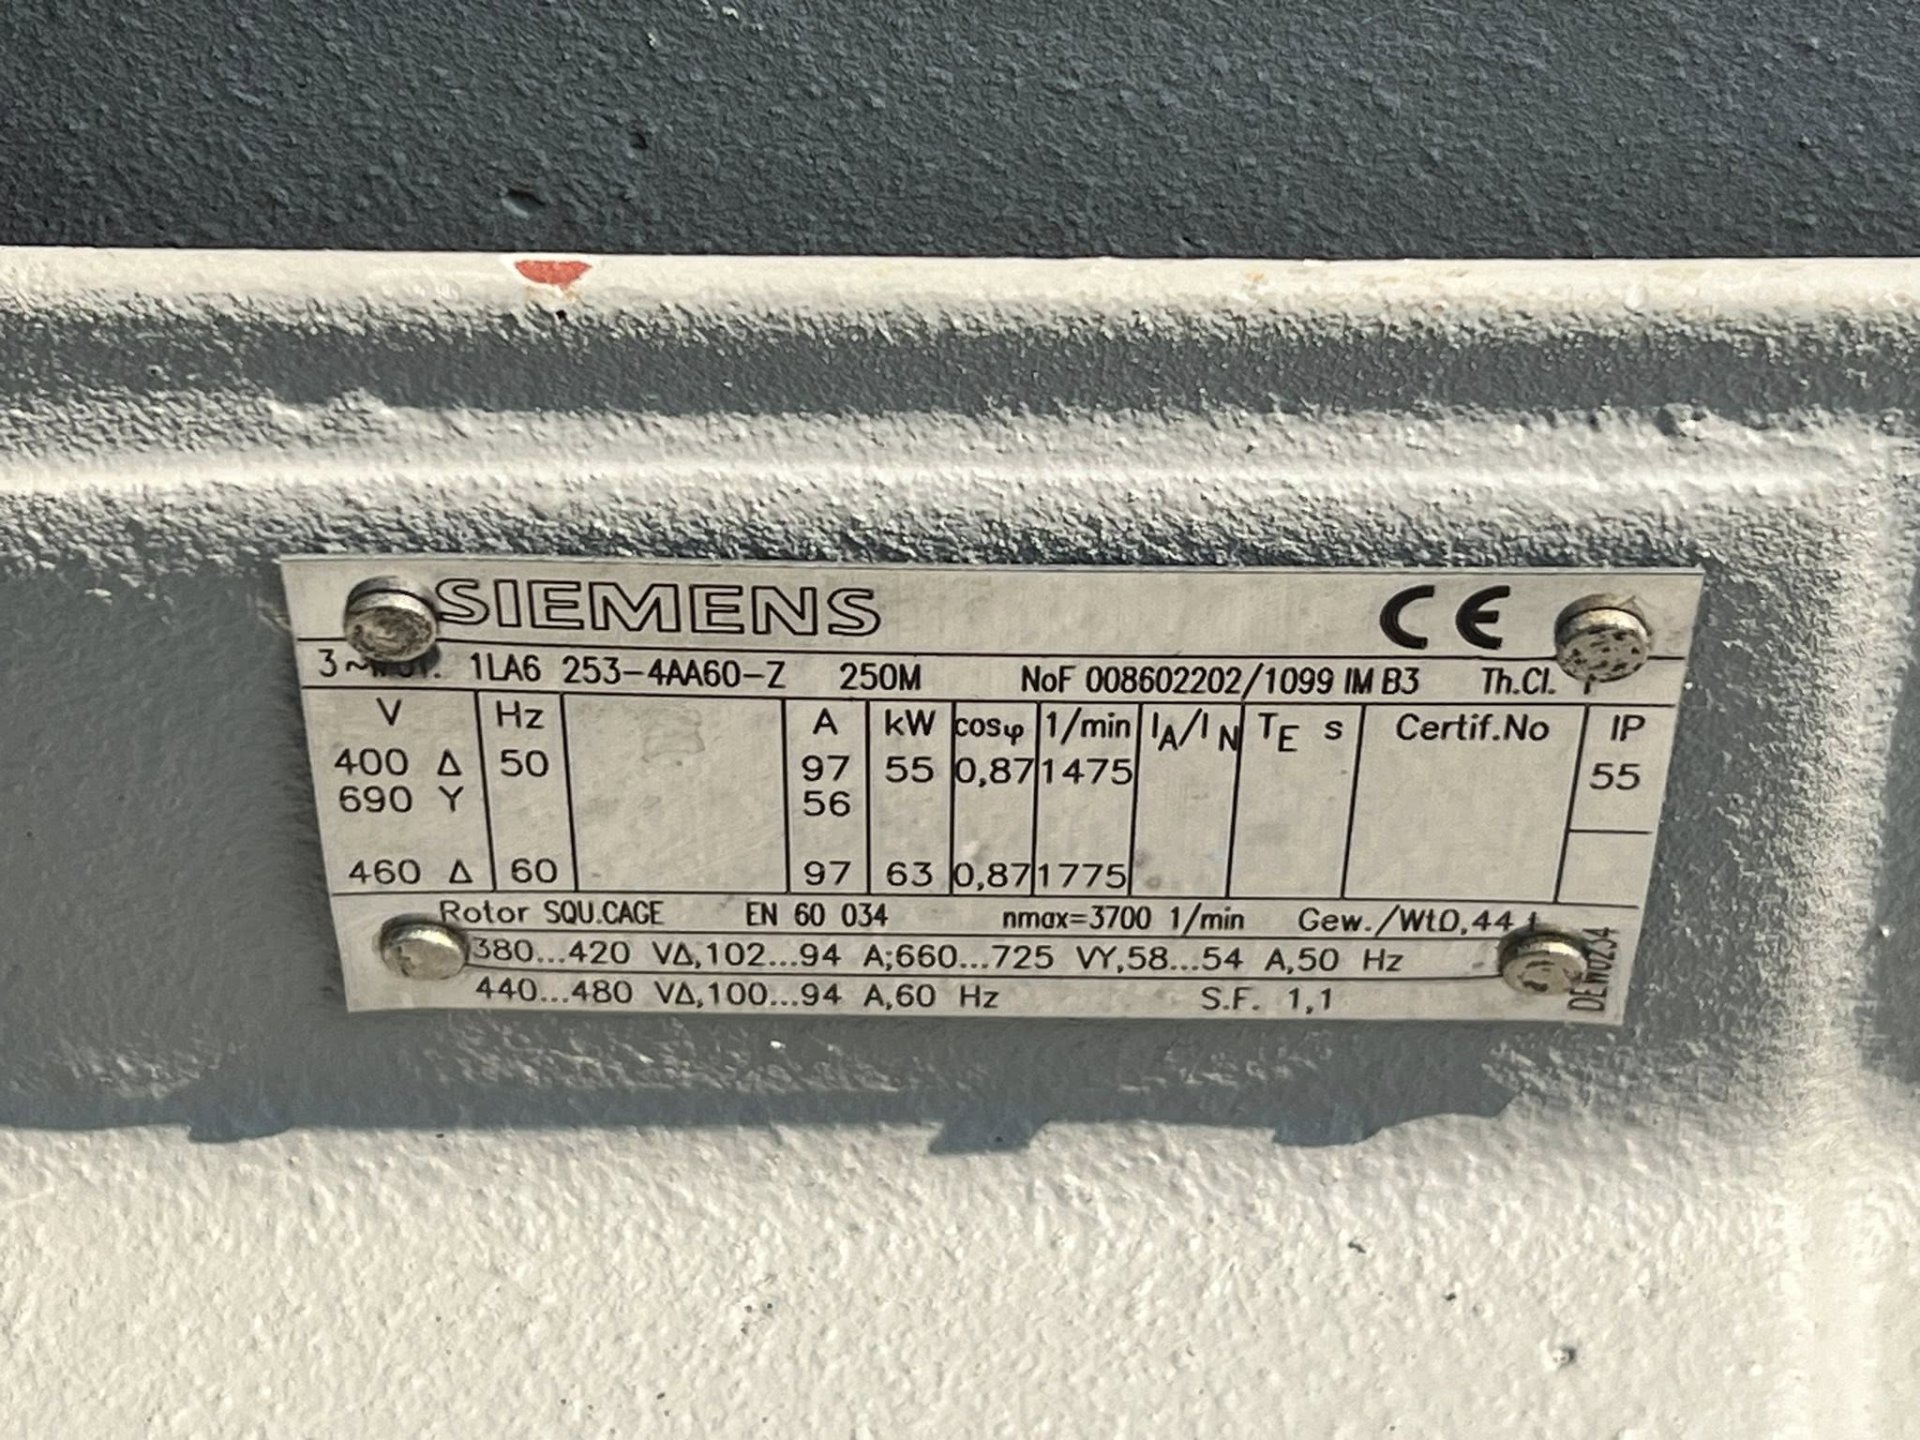 SIEMENS CE
3~ 1LA6 253-4AA60-Z 250M NoF 008602202/1099 IM B3 Th.Cl.
V Hz A kW cosφ 1/min IA/IN TE s Certif.No IP
400 Δ 50 97 55 0,87 1475 55
690 Y 56
460 Δ 60 97 63 0,87 1775
Rotor SQU.CAGE EN 60 034 nmax=3700 1/min Gew./Wt0,44
380...420 VΔ,102...94 A;660...725 VY,58...54 A,50 Hz
440...480 VΔ,100...94 A,60 Hz S.F. 1,1